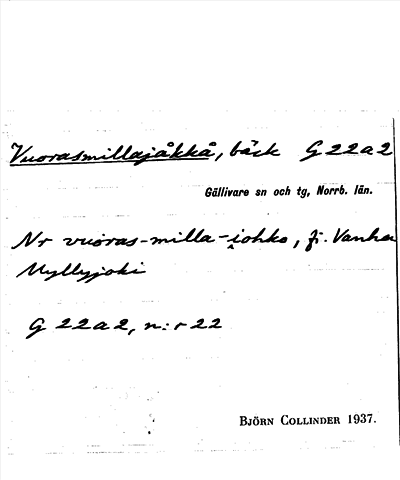 Vuorasmillajåkkå, bäck G 22 a 2
Gällivare sn och tg, Norrb. län.
Nr vuoras-milla-i̯ohko, fi. Vanha
Myllyjoki
G 22 a 2, n:r 22
BJÖRN COLLINDER 1937.